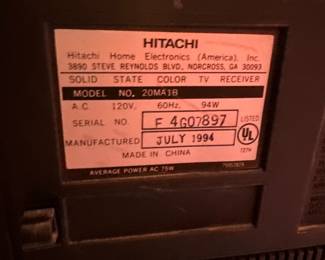 HITACHI
Hitachi Home Electronics (America), Inc.
3890 STEVE REYNOLDS BLVD., NORCROSS, GA 30093
SOLID STATE COLOR TV RECEIVER
MODEL NO. 20MA1B
A.C 120V, 60Hz, 94W
SERIAL NO. F 4G07897 LISTED
MANUFACTURED JULY 1994 UL
MADE IN CHINA 727H
AVERAGE POWER AC 75W